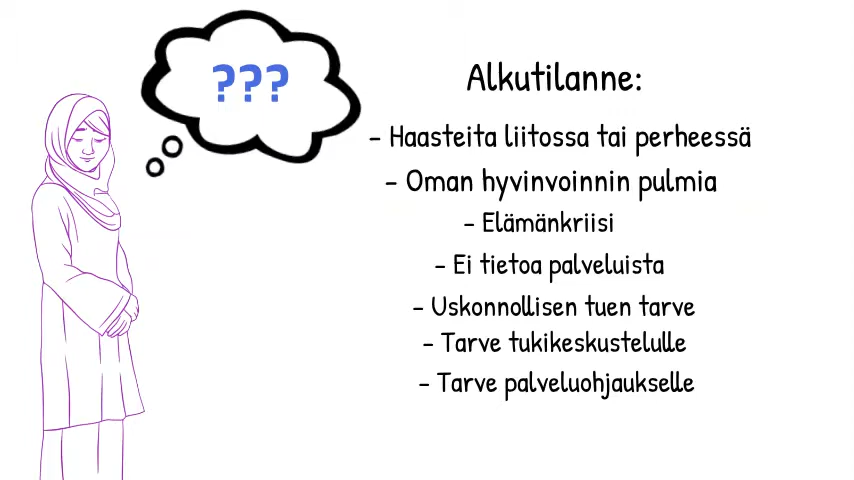 ???
Alkutilanne:
- Haasteita liitossa tai perheessä
- Oman hyvinvoinnin pulmia
- Elämänkriisi
- Ei tietoa palveluista
- Uskonnollisen tuen tarve
- Tarve tukikeskustelulle
- Tarve palveluohjaukselle